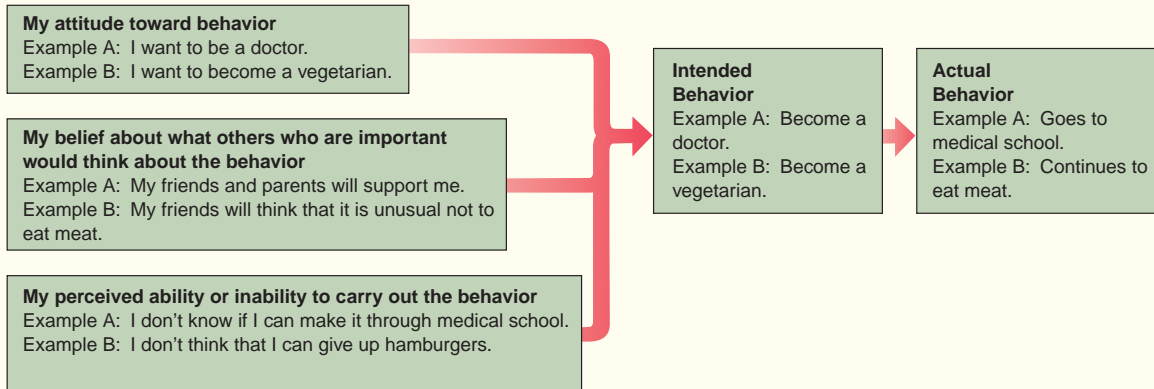 My attitude toward behavior
Example A: I want to be a doctor.
Example B: I want to become a vegetarian.
My belief about what others who are important
would think about the behavior
Example A: My friends and parents will support me.
Example B: My friends will think that it is unusual not to
eat meat.
My perceived ability or inability to carry out the behavior
Example A: I don't know if I can make it through medical school.
Example B: I don't think that I can give up hamburgers.
Intended
Behavior
Example A: Become a
doctor.
Example B: Become a
vegetarian.
Actual
Behavior
Example A: Goes to
medical school.
Example B: Continues to
eat meat.